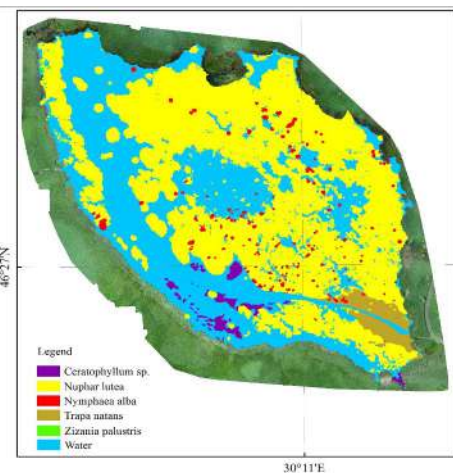 46°27'N
Legend
Ceratophyllum sp.
Nuphar lutea
Nymphaea alba
Trapa natans
Zizania palustris
Water
30°11'E